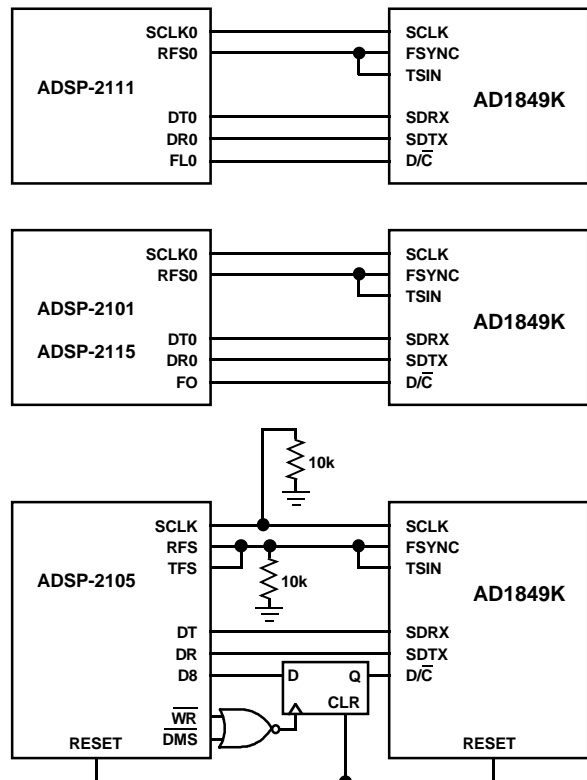 SCLK0 SCLK
RFS0 FSYNC
TSIN
ADSP-2111 AD1849K
DT0 SDRX
DR0 SDTX
FL0 D/C̅
SCLK0 SCLK
RFS0 FSYNC
TSIN
ADSP-2101 AD1849K
ADSP-2115
DT0 SDRX
DR0 SDTX
FO D/C̅
10k
SCLK SCLK
RFS FSYNC
TFS TSIN
ADSP-2105 10k AD1849K
DT SDRX
DR SDTX
D8 D Q D/C̅
CLR
W̅R̅
D̅M̅S̅
RESET RESET